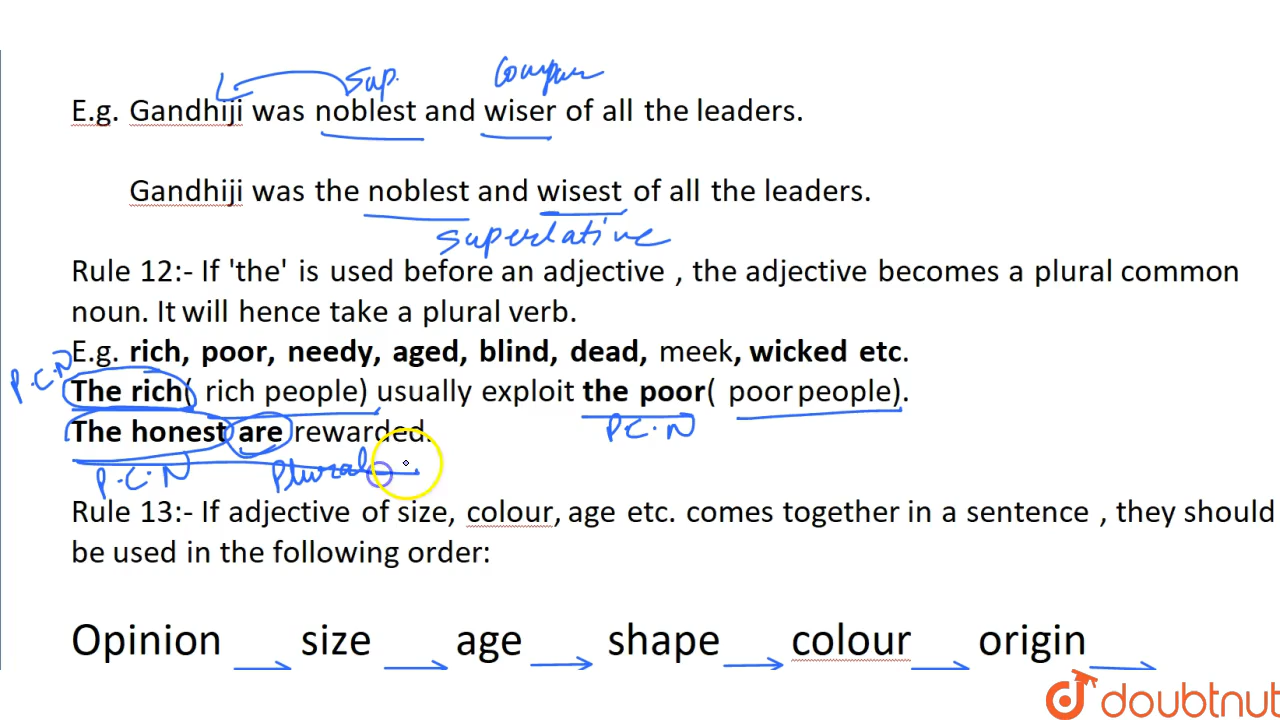 Sup. Compar
E.g. Gandhiji was noblest and wiser of all the leaders.
Gandhiji was the noblest and wisest of all the leaders.
Superlative
Rule 12:- If 'the' is used before an adjective , the adjective becomes a plural common
noun. It will hence take a plural verb.
E.g. rich, poor, needy, aged, blind, dead, meek, wicked etc.
P.C.N
The rich( rich people) usually exploit the poor( poor people).
P.C.N
The honest are rewarded.
P.C.N Plural
Rule 13:- If adjective of size, colour, age etc. comes together in a sentence , they should
be used in the following order:
Opinion size age shape colour origin
doubtnut